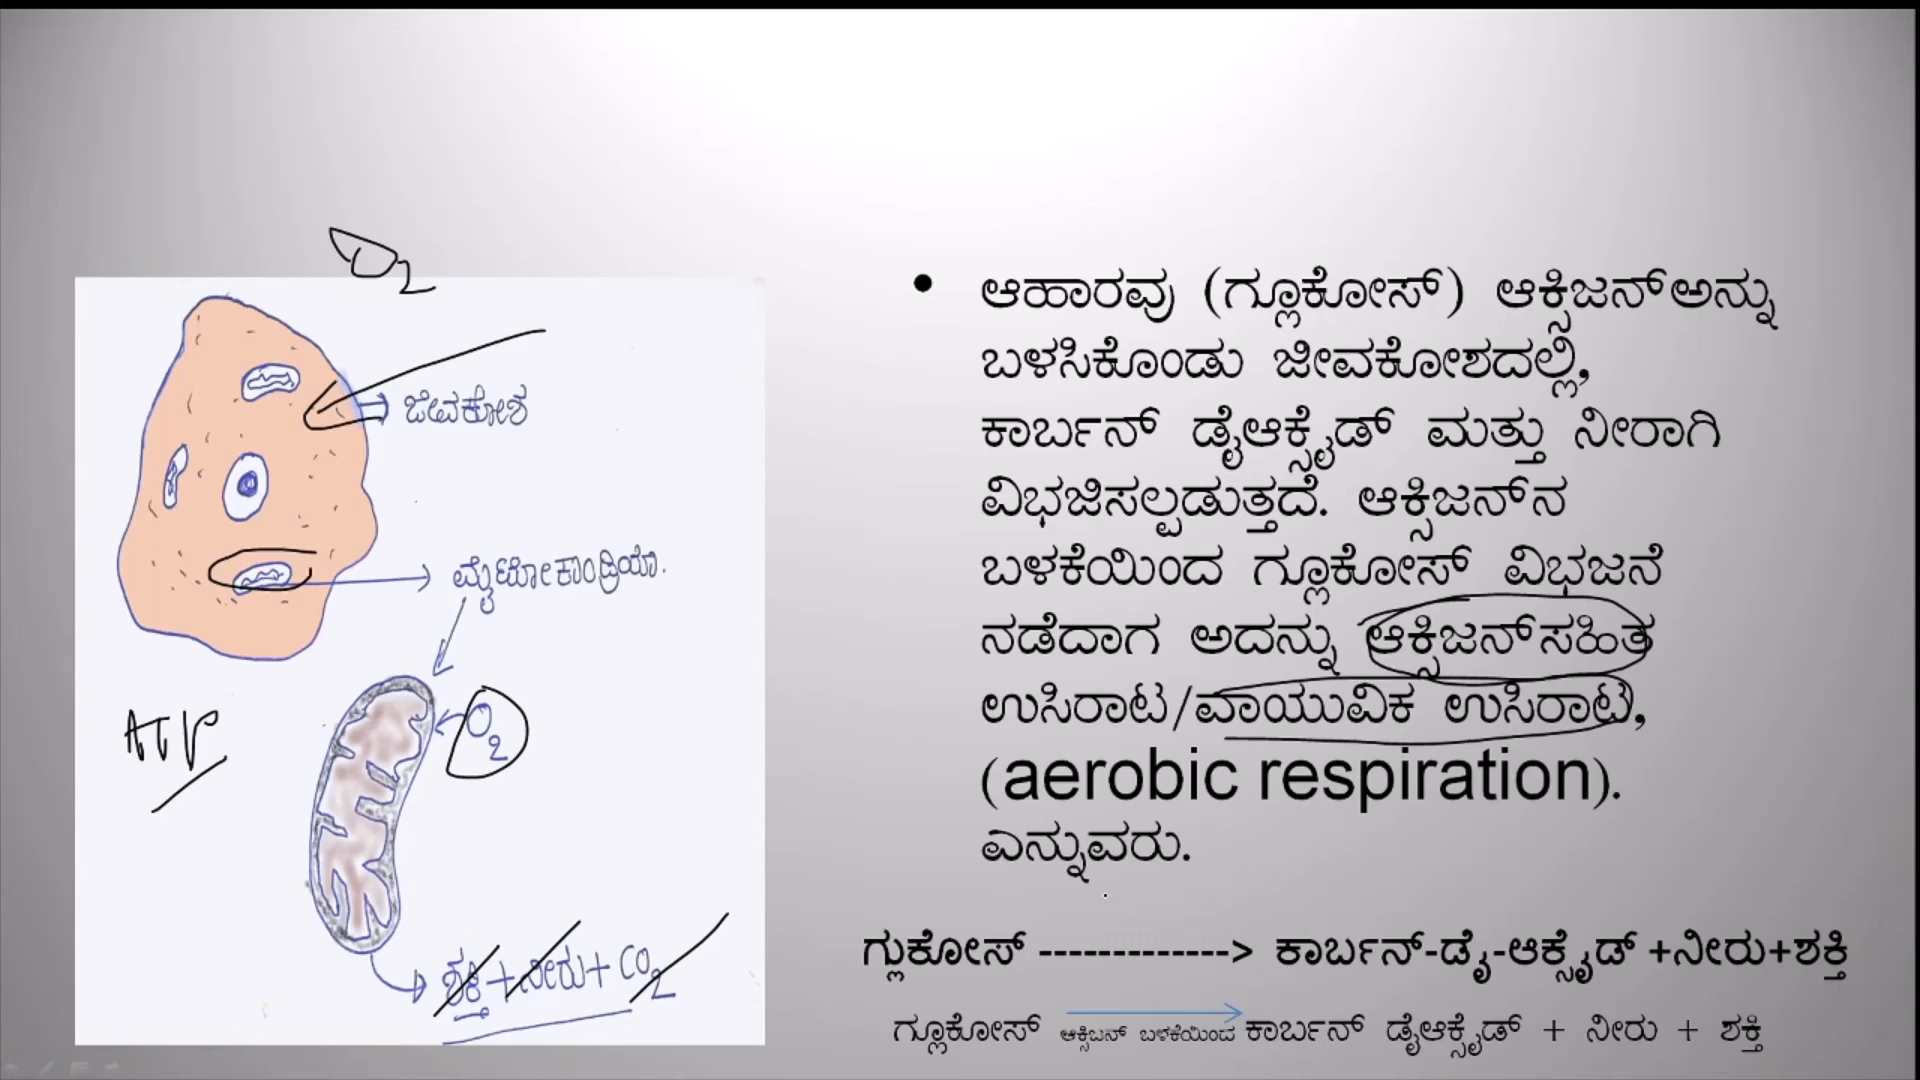 O2
ಜೀವಕೋಶ
ಮೈಟೋಕಾಂಡ್ರಿಯಾ.
O2
ATP
ಶಕ್ತಿ + ನೀರು + CO2
• ಆಹಾರವು (ಗ್ಲೂಕೋಸ್) ಆಕ್ಸಿಜನ್ಅನ್ನು
ಬಳಸಿಕೊಂಡು ಜೀವಕೋಶದಲ್ಲಿ,
ಕಾರ್ಬನ್ ಡೈಆಕ್ಸೈಡ್ ಮತ್ತು ನೀರಾಗಿ
ವಿಭಜಿಸಲ್ಪಡುತ್ತದೆ. ಆಕ್ಸಿಜನ್‌ನ
ಬಳಕೆಯಿಂದ ಗ್ಲೂಕೋಸ್ ವಿಭಜನೆ
ನಡೆದಾಗ ಅದನ್ನು ಆಕ್ಸಿಜನ್‌ಸಹಿತ
ಉಸಿರಾಟ/ವಾಯುವಿಕ ಉಸಿರಾಟ,
(aerobic respiration).
ಎನ್ನುವರು.
ಗ್ಲುಕೋಸ್ -------------> ಕಾರ್ಬನ್-ಡೈ-ಆಕ್ಸೈಡ್ +ನೀರು+ಶಕ್ತಿ
ಗ್ಲೂಕೋಸ್ ಆಕ್ಸಿಜನ್ ಬಳಕೆಯಿಂದ ಕಾರ್ಬನ್ ಡೈಆಕ್ಸೈಡ್ + ನೀರು + ಶಕ್ತಿ